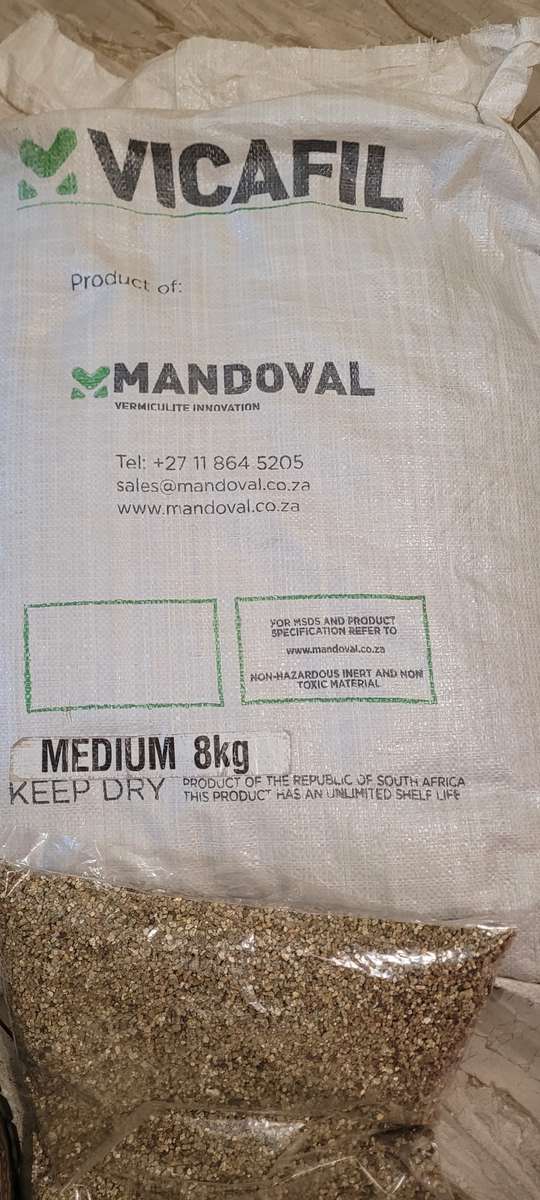 VICAFIL
Product of:
MANDOVAL
VERMICULITE INNOVATION
Tel: +27 11 864 5205
sales@mandoval.co.za
www.mandoval.co.za
FOR MSDS AND PRODUCT
SPECIFICATION REFER TO
www.mandoval.co.za
NON-HAZARDOUS INERT AND NON
TOXIC MATERIAL
MEDIUM 8kg
KEEP DRY
PRODUCT OF THE REPUBLIC OF SOUTH AFRICA
THIS PRODUCT HAS AN UNLIMITED SHELF LIFE